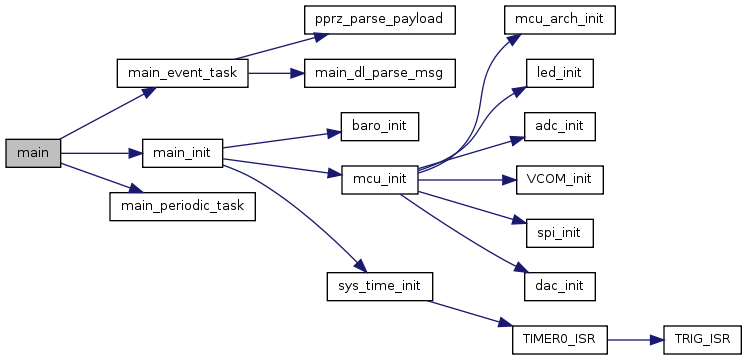 main
main_event_task
pprz_parse_payload
main_dl_parse_msg
main_init
baro_init
mcu_init
mcu_arch_init
led_init
adc_init
VCOM_init
spi_init
dac_init
sys_time_init
TIMER0_ISR
TRIG_ISR
main_periodic_task